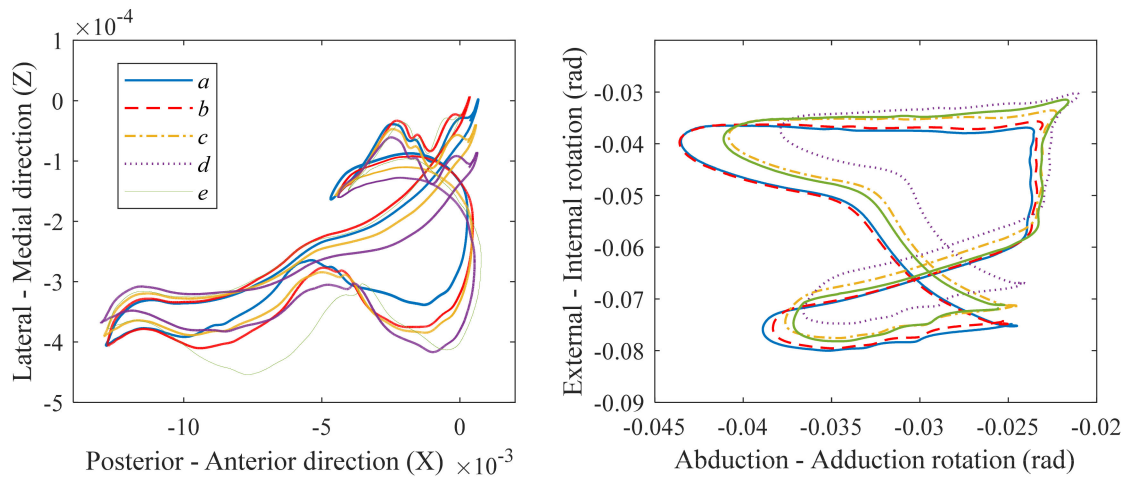 ×10⁻⁴
1
0
-1
-2
-3
-4
-5
a
b
c
d
e
-10
-5
0
Lateral - Medial direction (Z)
Posterior - Anterior direction (X)
×10⁻³
-0.03
-0.04
-0.05
-0.06
-0.07
-0.08
-0.09
-0.045
-0.04
-0.035
-0.03
-0.025
-0.02
External - Internal rotation (rad)
Abduction - Adduction rotation (rad)